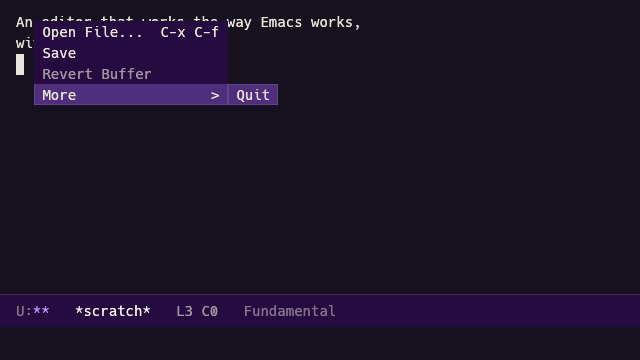 An editor that works the way Emacs works,
wi
Open File... C-x C-f
Save
Revert Buffer
More >
Quit
U:** *scratch* L3 C0 Fundamental